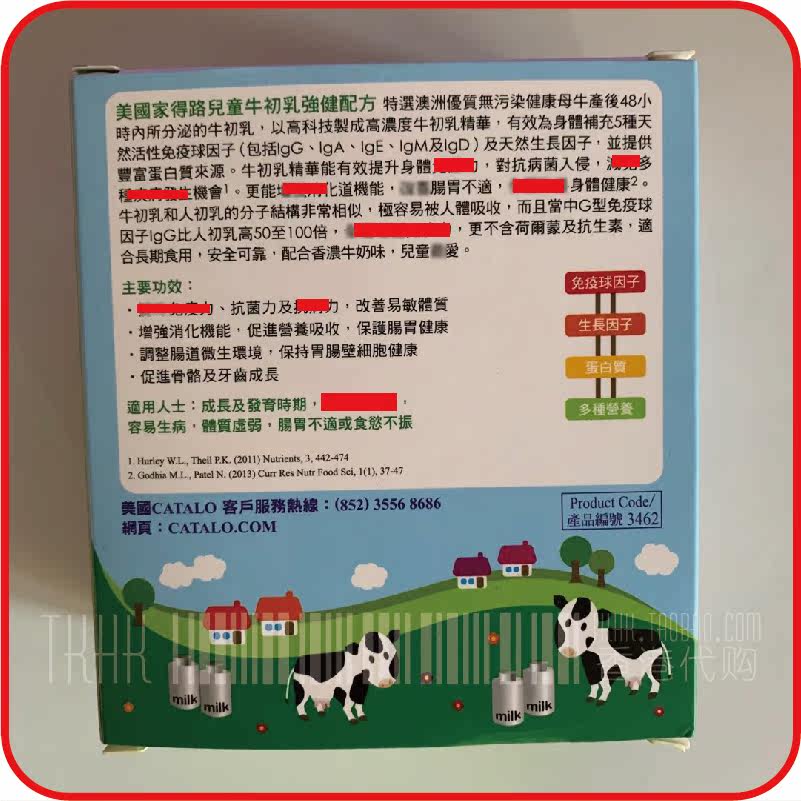 美國家得路兒童牛初乳強健配方 特選澳洲優質無污染健康母牛產後48小
時內所分泌的牛初乳，以高科技製成高濃度牛初乳精華，有效為身體補充5種天
然活性免疫球因子（包括IgG、IgA、IgE、IgM及IgD）及天然生長因子，並提供
豐富蛋白質來源。牛初乳精華能有效提升身體 ，對抗病菌入侵， 多
種 機會1。更能 化道機能， 腸胃不適， 身體健康2。
牛初乳和人初乳的分子結構非常相似，極容易被人體吸收，而且當中G型免疫球
因子IgG比人初乳高50至100倍， ，更不含荷爾蒙及抗生素，適
合長期食用，安全可靠，配合香濃牛奶味，兒童 愛。
主要功效：
· 、抗菌力及 力，改善易敏體質
·增強消化機能，促進營養吸收，保護腸胃健康
·調整腸道微生環境，保持胃腸壁細胞健康
·促進骨骼及牙齒成長
適用人士：成長及發育時期， ，
容易生病，體質虛弱，腸胃不適或食慾不振
免疫球因子
生長因子
蛋白質
多種營養
1. Hurley W.L., Theil P.K. (2011) Nutrients, 3, 442-474
2. Godhia M.L., Patel N. (2013) Curr Res Nutr Food Sci, 1(1), 37-47
美國CATALO 客戶服務熱線：(852) 3556 8686
網頁：CATALO.COM
Product Code/
產品編號 3462
TKHK
.TAOBAO.COM
香港代购
milk
milk
milk
milk